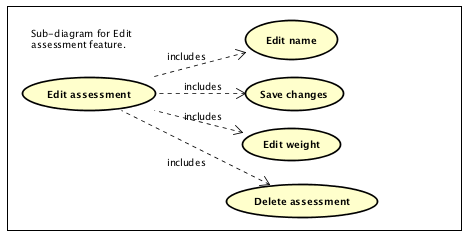 Sub-diagram for Edit
assessment feature.
Edit name
includes
Edit assessment
includes
Save changes
includes
Edit weight
includes
Delete assessment